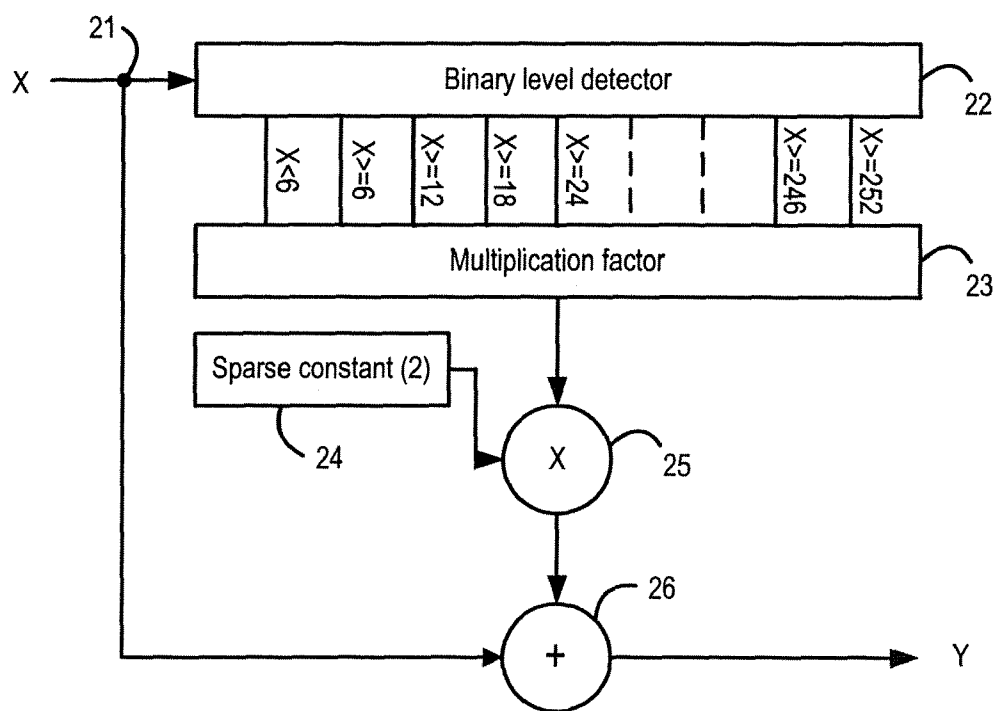 21
X
Binary level detector
22
X<6
X>=6
X>=12
X>=18
X>=24
X>=246
X>=252
Multiplication factor
23
Sparse constant (2)
24
X
25
26
+
Y